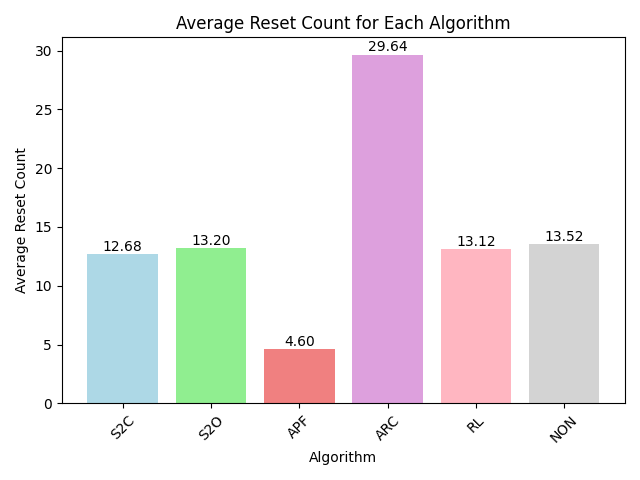 Average Reset Count for Each Algorithm
Average Reset Count
30
25
20
15
10
5
0
12.68
13.20
4.60
29.64
13.12
13.52
S2C
S2O
APF
ARC
RL
NON
Algorithm